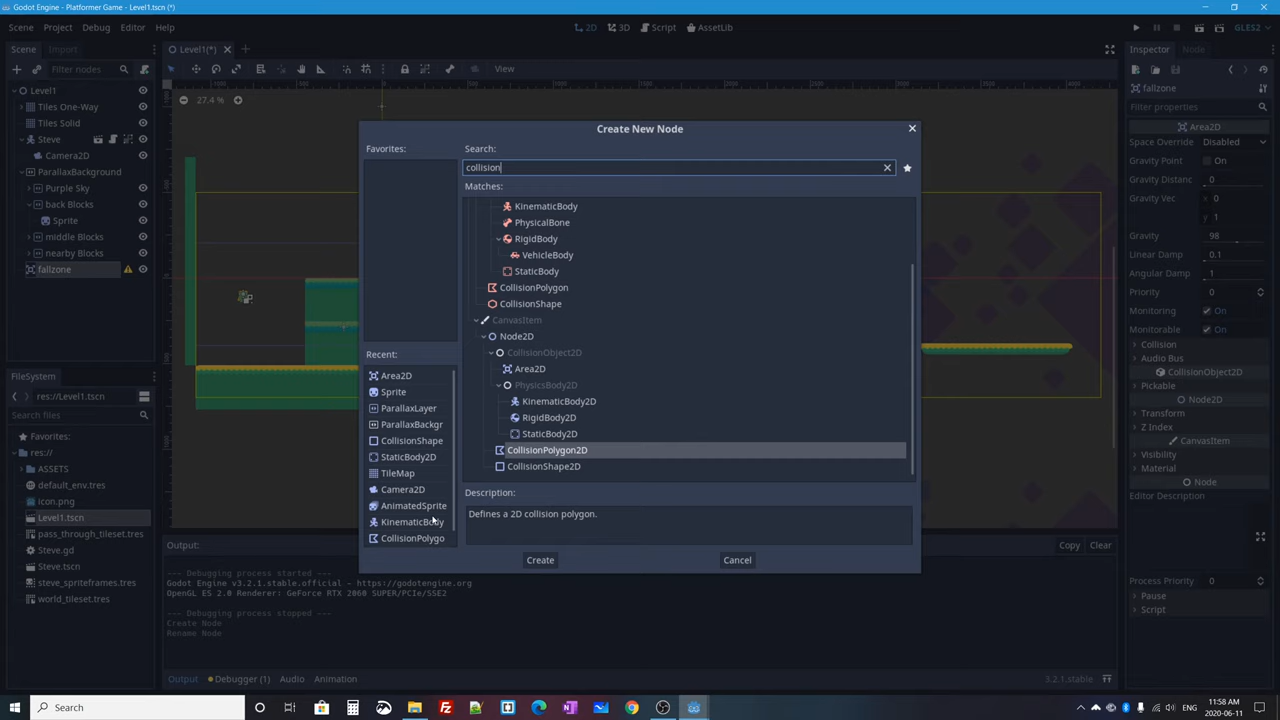 Godot Engine - Platformer Game - Level1.tscn (*)
Scene Project Debug Editor Help
2D 3D Script AssetLib
GLES2
Scene Import
Level1(*)
Inspector Node
Filter nodes
View
Level1
Tiles One-Way
Tiles Solid
Steve
Camera2D
ParallaxBackground
Purple Sky
back Blocks
Sprite
middle Blocks
nearby Blocks
fallzone
27.4 %
Create New Node
Favorites:
Search:
collision
Matches:
KinematicBody
PhysicalBone
RigidBody
VehicleBody
StaticBody
CollisionPolygon
CollisionShape
CanvasItem
Node2D
CollisionObject2D
Area2D
PhysicsBody2D
KinematicBody2D
RigidBody2D
StaticBody2D
CollisionPolygon2D
CollisionShape2D
Recent:
Area2D
Sprite
ParallaxLayer
ParallaxBackgr
CollisionShape
StaticBody2D
TileMap
Camera2D
AnimatedSprite
KinematicBody
CollisionPolygo
Description:
Defines a 2D collision polygon.
Create Cancel
fallzone
Filter properties
Area2D
Space Override Disabled
Gravity Point On
Gravity Distanc 0
Gravity Vec x 0
y 1
Gravity 98
Linear Damp 0.1
Angular Damp 1
Priority 0
Monitoring On
Monitorable On
Collision
Audio Bus
CollisionObject2D
Pickable
Node2D
Transform
Z Index
CanvasItem
Visibility
Material
Node
Editor Description
Process Priority 0
Pause
Script
FileSystem
res://Level1.tscn
Search files
Favorites:
res://
ASSETS
default_env.tres
icon.png
Level1.tscn
pass_through_tileset.tres
Steve.gd
Steve.tscn
steve_spriteframes.tres
world_tileset.tres
Output:
Copy Clear
--- Debugging process started ---
Godot Engine v3.2.1.stable.official - https://godotengine.org
OpenGL ES 2.0 Renderer: GeForce RTX 2060 SUPER/PCIe/SSE2
--- Debugging process stopped ---
Create Node
Rename Node
Output Debugger (1) Audio Animation
3.2.1.stable
Search
11:58 AM
2020-06-11